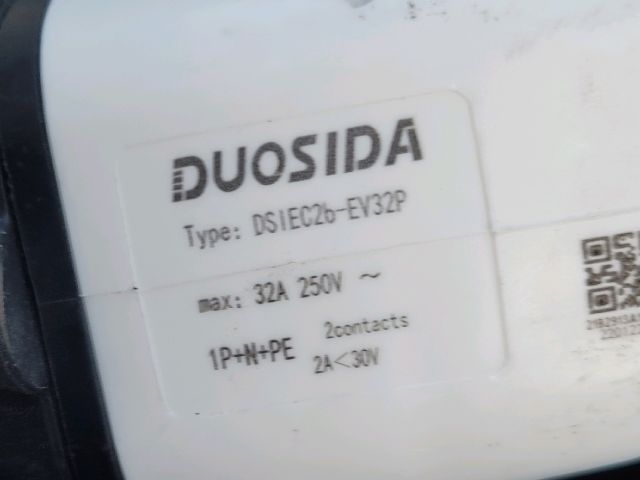 DUOSIDA
Type: DSIEC2b-EV32P
max: 32A 250V ~
1P+N+PE
2contacts
2A<30V